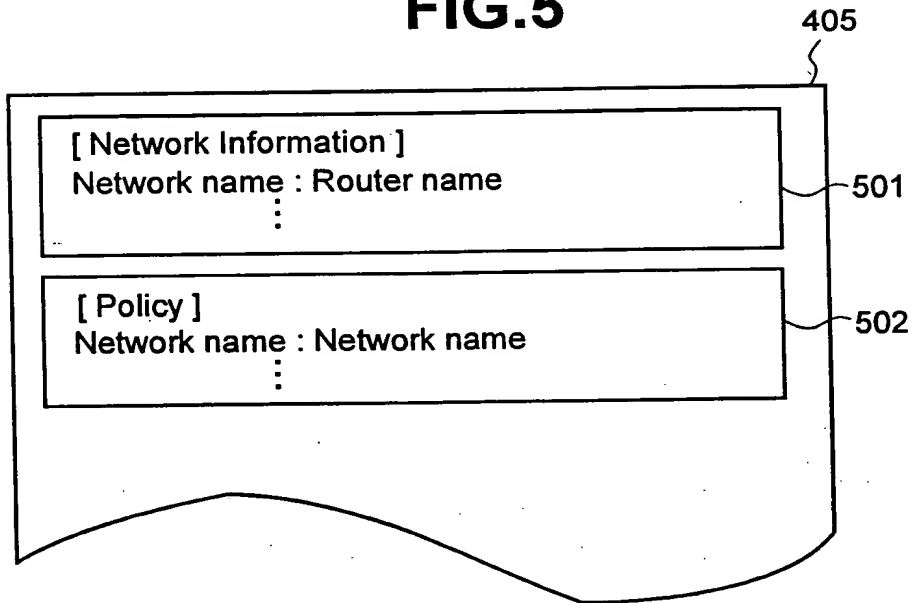 FIG.5
405
[ Network Information ]
Network name : Router name
⋮
501
[ Policy ]
Network name : Network name
⋮
502